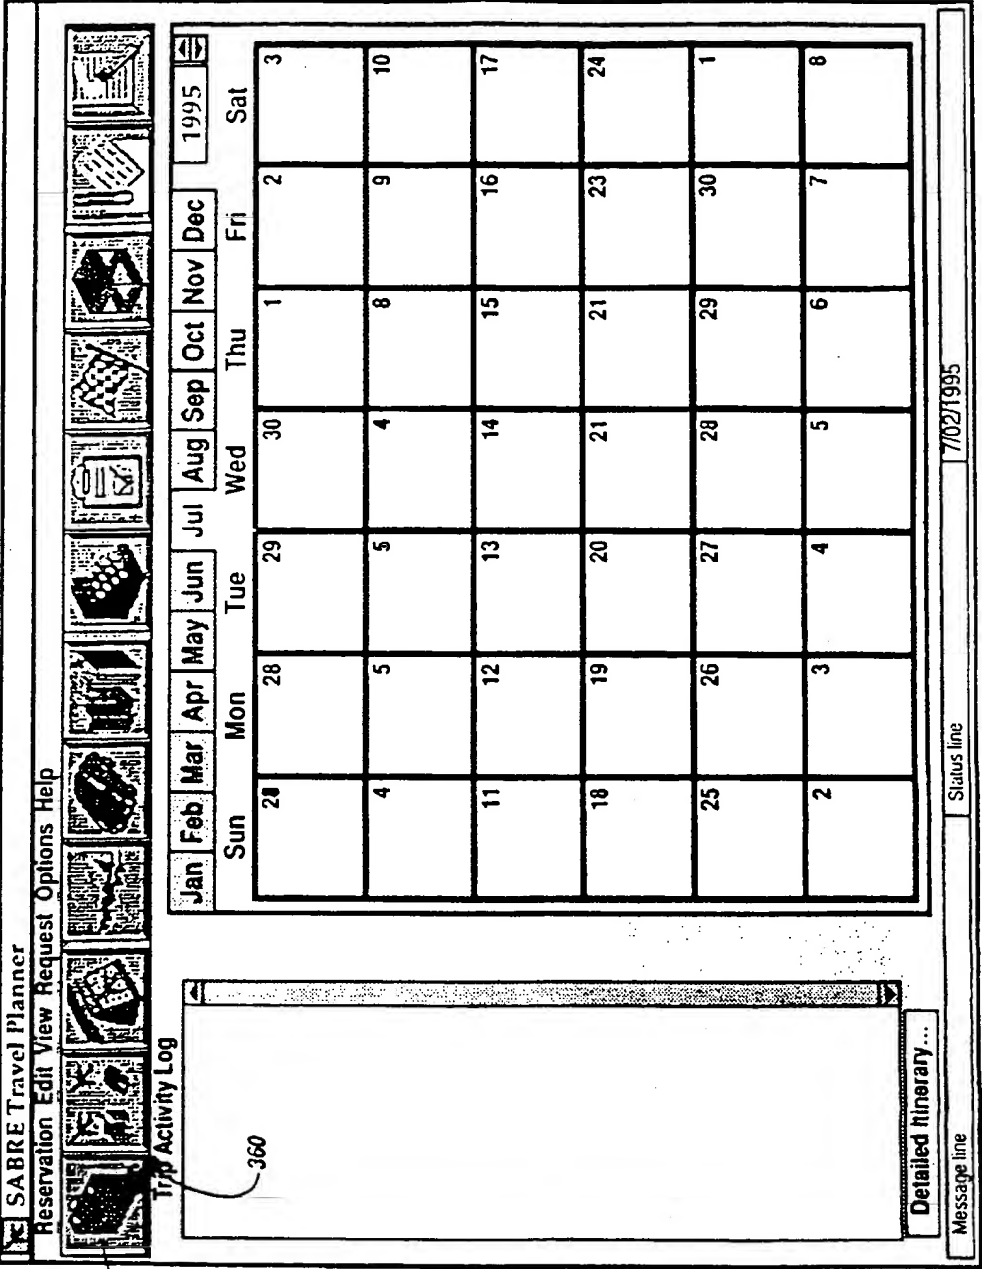 SABRE Travel Planner
Reservation Edit View Request Options Help
Trip Activity Log
360
Detailed Itinerary...
Jan Feb Mar Apr May Jun Jul Aug Sep Oct Nov Dec 1995
Sun Mon Tue Wed Thu Fri Sat
28 28 29 30 1 2 3
4 5 5 4 8 9 10
11 12 13 14 15 16 17
18 19 20 21 21 23 24
25 26 27 28 29 30 1
2 3 4 5 6 7 8
Message line
Status line
7/02/1995